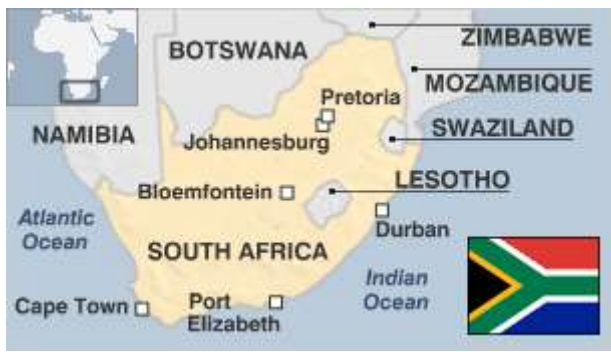 ZIMBABWE
BOTSWANA
MOZAMBIQUE
Pretoria
NAMIBIA
Johannesburg
SWAZILAND
LESOTHO
Bloemfontein
Atlantic
Ocean
Durban
SOUTH AFRICA
Indian
Ocean
Cape Town
Port
Elizabeth